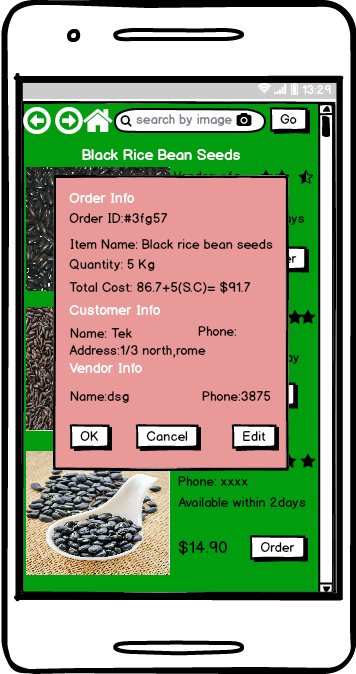 13:29
search by image
Go
Black Rice Bean Seeds
Order Info
Order ID:#3fg57
Item Name: Black rice bean seeds
Quantity: 5 Kg
Total Cost: 86.7+5(S.C)= $91.7
Customer Info
Name: Tek Phone:
Address:1/3 north,rome
Vendor Info
Name:dsg Phone:3875
OK Cancel Edit
Phone: xxxx
Available within 2days
$14.90 Order